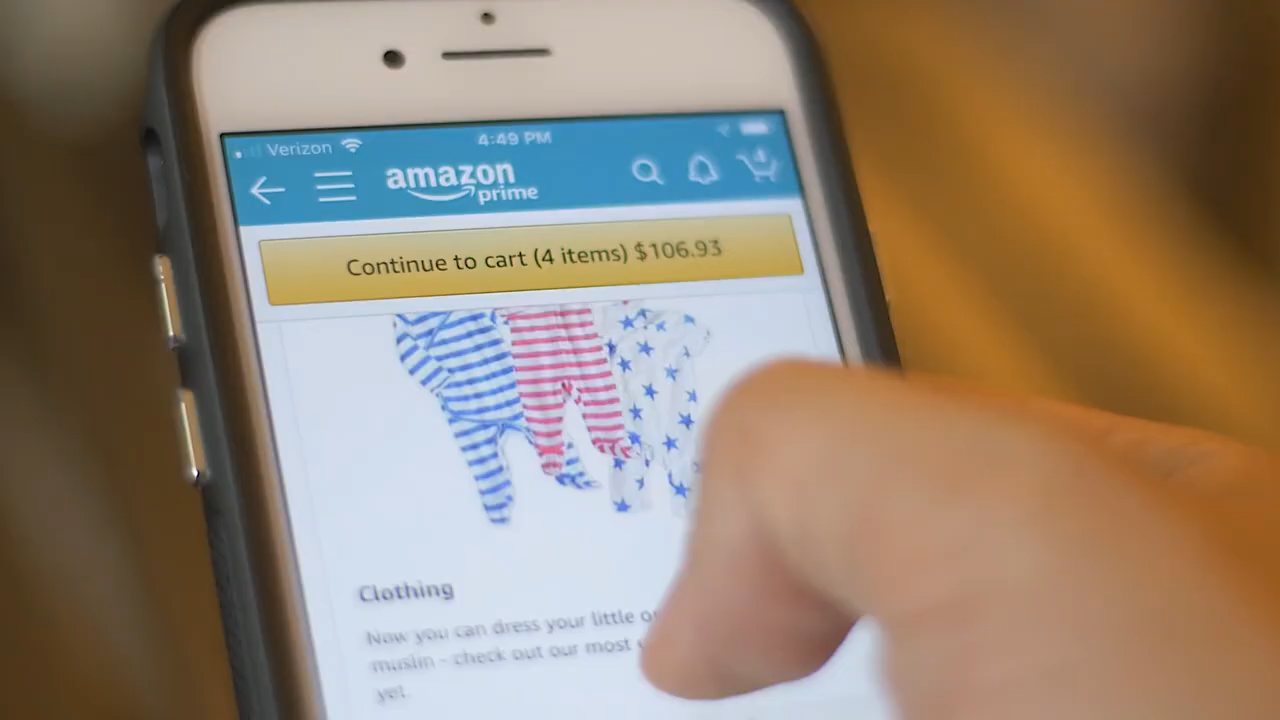 Verizon 4:49 PM
amazon
prime
4
Continue to cart (4 items) $106.93
Clothing
Now you can dress your little
muslin - check out our most
yet.